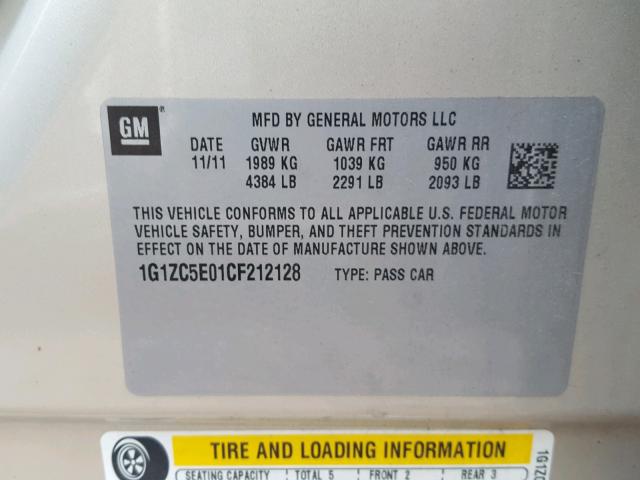 GM
MFD BY GENERAL MOTORS LLC
DATE GVWR GAWR FRT GAWR RR
11/11 1989 KG 1039 KG 950 KG
4384 LB 2291 LB 2093 LB
THIS VEHICLE CONFORMS TO ALL APPLICABLE U.S. FEDERAL MOTOR
VEHICLE SAFETY, BUMPER, AND THEFT PREVENTION STANDARDS IN
EFFECT ON THE DATE OF MANUFACTURE SHOWN ABOVE.
1G1ZC5E01CF212128 TYPE: PASS CAR
TIRE AND LOADING INFORMATION
SEATING CAPACITY TOTAL 5 FRONT 2 REAR 3
1G1ZC